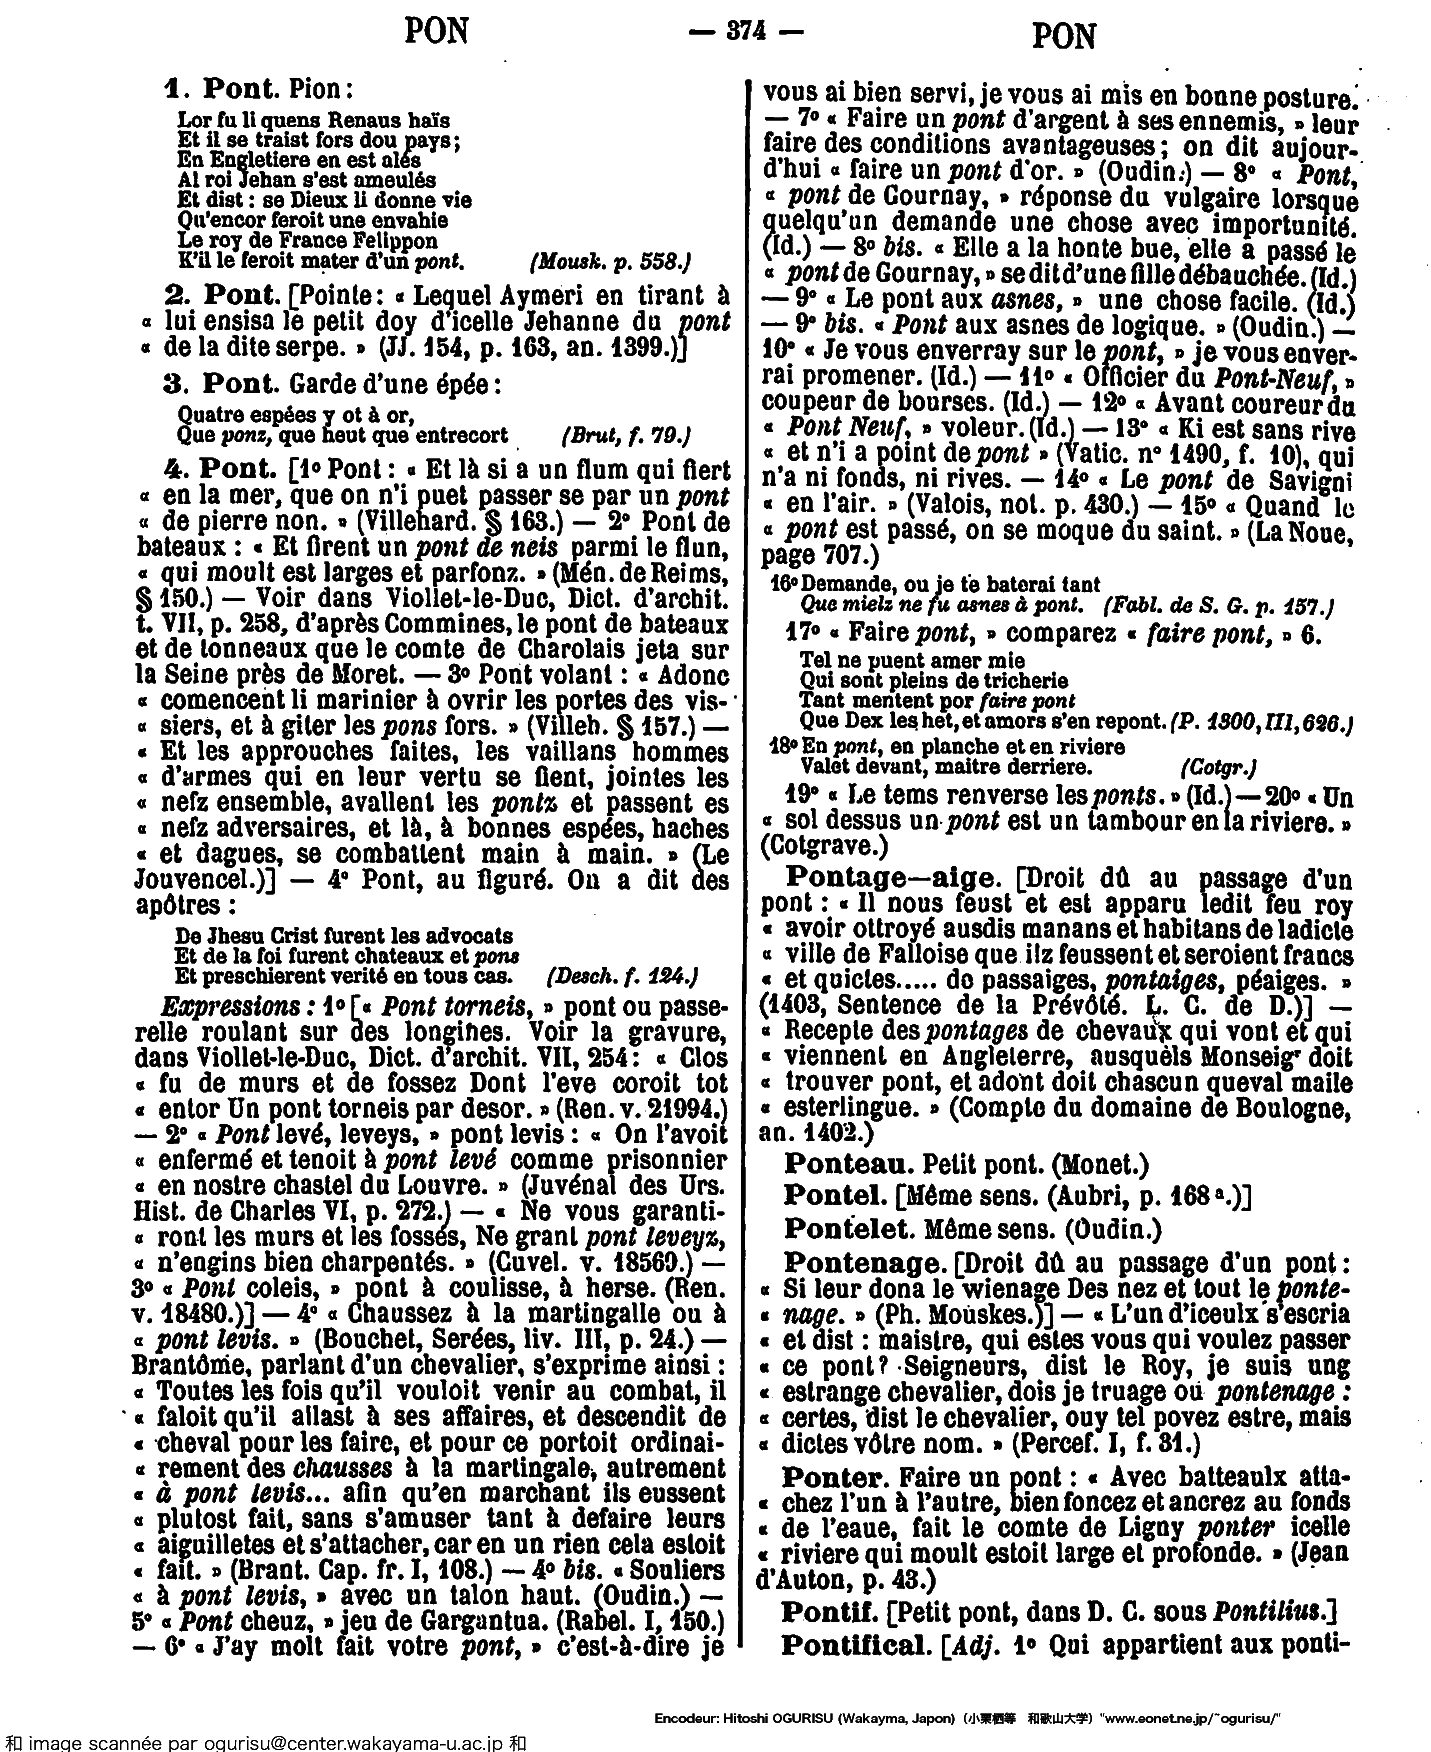 PON — 374 — PON
1. Pont. Pion :
Lor fu li quens Renaus haïs
Et il se traist fors dou pays ;
En Engletiere en est alés
Al roi Jehan s'est ameulés
Et dist : se Dieux li donne vie
Qu'encor feroit une envahie
Le roy de France Felippon
K'il le feroit mater d'un pont. (Mousk. p. 558.)
2. Pont. [Pointe : « Lequel Aymeri en tirant à
« lui ensisa le petit doy d'icelle Jehanne du pont
« de la dite serpe. » (JJ. 154, p. 163, an. 1399.)]
3. Pont. Garde d'une épée :
Quatre espées y ot à or,
Que ponz, que heut que entrecort (Brut, f. 79.)
4. Pont. [1o Pont : « Et là si a un flum qui fiert
« en la mer, que on n'i puet passer se par un pont
« de pierre non. » (Villehard. § 163.) — 2o Pont de
bateaux : « Et firent un pont de neis parmi le flun,
« qui moult est larges et parfonz. » (Mén. de Reims,
§ 150.) — Voir dans Viollet-le-Duc, Dict. d'archit.
t. VII, p. 258, d'après Commines, le pont de bateaux
et de tonneaux que le comte de Charolais jeta sur
la Seine près de Moret. — 3o Pont volant : « Adonc
« comencent li marinier à ovrir les portes des vis-
« siers, et à giter les pons fors. » (Villeh. § 157.) —
« Et les approuches faites, les vaillans hommes
« d'armes qui en leur vertu se fient, jointes les
« nefz ensemble, avallent les pontz et passent es
« nefz adversaires, et là, à bonnes espées, haches
« et dagues, se combattent main à main. » (Le
Jouvencel.)] — 4o Pont, au figuré. On a dit des
apôtres :
De Jhesu Crist furent les advocats
Et de la foi furent chateaux et pons
Et preschierent verité en tous cas. (Desch. f. 124.)
Expressions : 1o [« Pont torneis, » pont ou passe-
relle roulant sur des longines. Voir la gravure,
dans Viollet-le-Duc, Dict. d'archit. VII, 254 : « Clos
« fu de murs et de fossez Dont l'eve coroit tot
« entor Un pont torneis par desor. » (Ren. v. 21994.)
— 2o « Pont levé, leveys, » pont levis : « On l'avoit
« enfermé et tenoit à pont levé comme prisonnier
« en nostre chastel du Louvre. » (Juvénal des Urs.
Hist. de Charles VI, p. 272.) — « Ne vous garanti-
« ront les murs et les fossés, Ne grant pont leveyz,
« n'engins bien charpentés. » (Cuvel. v. 18569.) —
3o « Pont coleis, » pont à coulisse, à herse. (Ren.
v. 18480.)] — 4o « Chaussez à la martingalle ou à
« pont levis. » (Bouchet, Serées, liv. III, p. 24.) —
Brantôme, parlant d'un chevalier, s'exprime ainsi :
« Toutes les fois qu'il vouloit venir au combat, il
« faloit qu'il allast à ses affaires, et descendit de
« cheval pour les faire, et pour ce portoit ordinai-
« rement des chausses à la martingale, autrement
« à pont levis... afin qu'en marchant ils eussent
« plutost fait, sans s'amuser tant à defaire leurs
« aiguilletes et s'attacher, car en un rien cela estoit
« fait. » (Brant. Cap. fr. I, 108.) — 4o bis. « Souliers
« à pont levis, » avec un talon haut. (Oudin.) —
5o « Pont cheuz, » jeu de Gargantua. (Rabel. I, 150.)
— 6o « J'ay molt fait votre pont, » c'est-à-dire je
vous ai bien servi, je vous ai mis en bonne posture.
— 7o « Faire un pont d'argent à ses ennemis, » leur
faire des conditions avantageuses ; on dit aujour-
d'hui « faire un pont d'or. » (Oudin.) — 8o « Pont,
« pont de Gournay, » réponse du vulgaire lorsque
quelqu'un demande une chose avec importunité.
(Id.) — 8o bis. « Elle a la honte bue, elle a passé le
« pont de Gournay, » se dit d'une fille débauchée. (Id.)
— 9o « Le pont aux asnes, » une chose facile. (Id.)
— 9o bis. « Pont aux asnes de logique. » (Oudin.) —
10o « Je vous enverray sur le pont, » je vous enver-
rai promener. (Id.) — 11o « Officier du Pont-Neuf, »
coupeur de bourses. (Id.) — 12o « Avant coureur du
« Pont Neuf, » voleur. (Id.) — 13o « Ki est sans rive
« et n'i a point de pont » (Vatic. no 1490, f. 10), qui
n'a ni fonds, ni rives. — 14o « Le pont de Savigni
« en l'air. » (Valois, not. p. 430.) — 15o « Quand le
« pont est passé, on se moque du saint. » (La Noue,
page 707.)
16o Demande, ou je te baterai tant
Que mielz ne fu asnes à pont. (Fabl. de S. G. p. 157.)
17o « Faire pont, » comparez « faire pont, » 6.
Tel ne puent amer mie
Qui sont pleins de tricherie
Tant mentent por faire pont
Que Dex les het, et amors s'en repont. (P. 1300, III, 626.)
18o En pont, en planche et en riviere
Valet devant, maitre derriere. (Cotgr.)
19o « Le tems renverse les ponts. » (Id.) — 20o « Un
« sol dessus un pont est un tambour en la riviere. »
(Cotgrave.)
Pontage—aige. [Droit dû au passage d'un
pont : « Il nous feust et est apparu ledit feu roy
« avoir ottroyé ausdis manans et habitans de ladicte
« ville de Falloise que ilz feussent et seroient francs
« et quictes..... de passaiges, pontaiges, péaiges. »
(1403, Sentence de la Prévôté. L. C. de D.)] —
« Recepte des pontages de chevaux qui vont et qui
« viennent en Angleterre, ausquels Monseigr doit
« trouver pont, et adont doit chascun queval maile
« esterlingue. » (Compte du domaine de Boulogne,
an. 1402.)
Ponteau. Petit pont. (Monet.)
Pontel. [Même sens. (Aubri, p. 168 a.)]
Pontelet. Même sens. (Oudin.)
Pontenage. [Droit dû au passage d'un pont :
« Si leur dona le wienage Des nez et tout le ponte-
« nage. » (Ph. Mouskes.)] — « L'un d'iceulx s'escria
« et dist : maistre, qui estes vous qui voulez passer
« ce pont? Seigneurs, dist le Roy, je suis ung
« estrange chevalier, dois je truage ou pontenage :
« certes, dist le chevalier, ouy tel povez estre, mais
« dictes vôtre nom. » (Percef. I, f. 31.)
Ponter. Faire un pont : « Avec batteaulx atta-
« chez l'un à l'autre, bien foncez et ancrez au fonds
« de l'eaue, fait le comte de Ligny ponter icelle
« riviere qui moult estoit large et profonde. » (Jean
d'Auton, p. 43.)
Pontif. [Petit pont, dans D. C. sous Pontilius.]
Pontifical. [Adj. 1o Qui appartient aux ponti-
Encodeur: Hitoshi OGURISU (Wakayma, Japon) (小栗栖等 和歌山大学) "www.eonet.ne.jp/~ogurisu/"
和 image scannée par ogurisu@center.wakayama-u.ac.jp 和